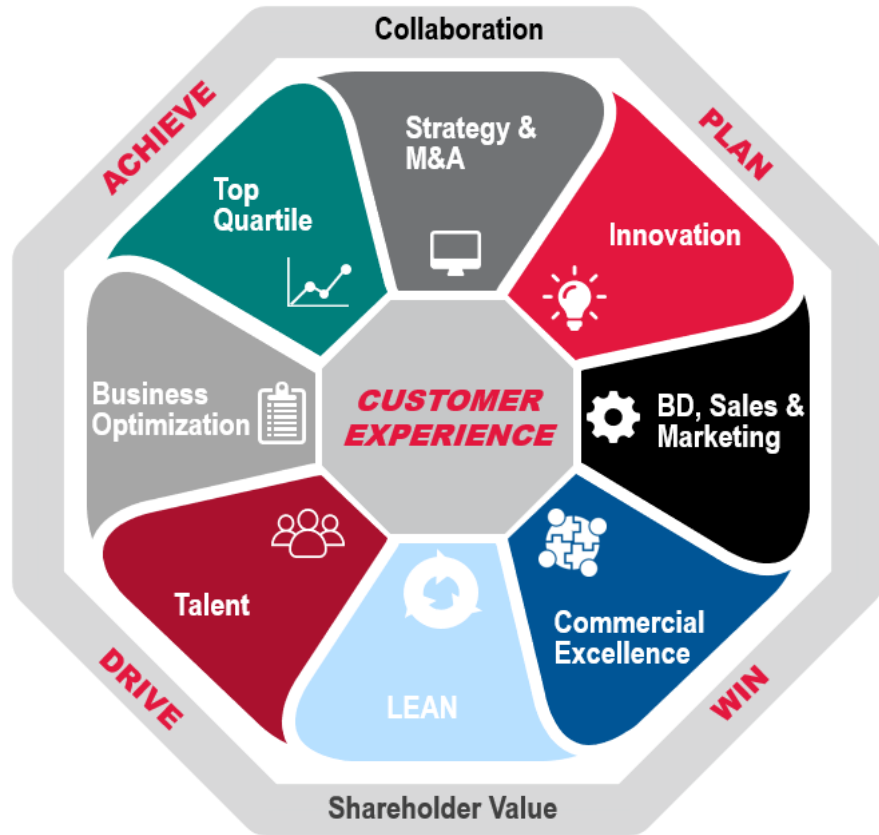 Collaboration
ACHIEVE
PLAN
Strategy &
M&A
Top
Quartile
Innovation
Business
Optimization
CUSTOMER
EXPERIENCE
BD, Sales &
Marketing
Talent
LEAN
Commercial
Excellence
DRIVE
WIN
Shareholder Value